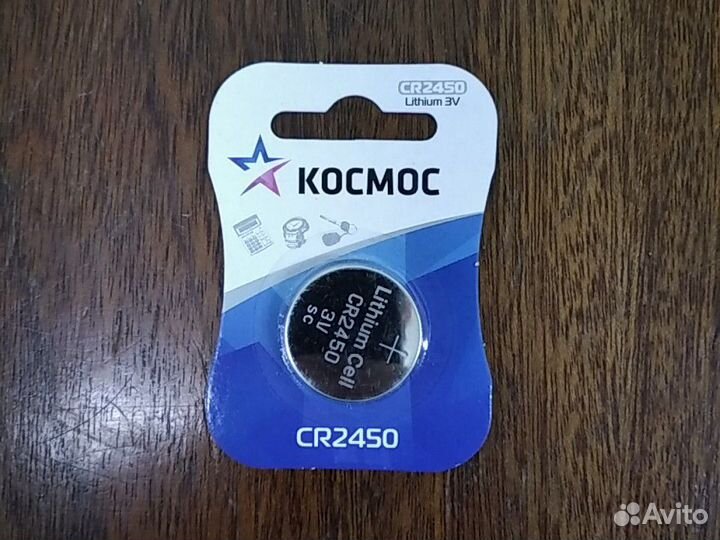 CR2450
Lithium 3V
КОСМОС
Lithium Cell
CR2450
3V
SC
CR2450
Avito